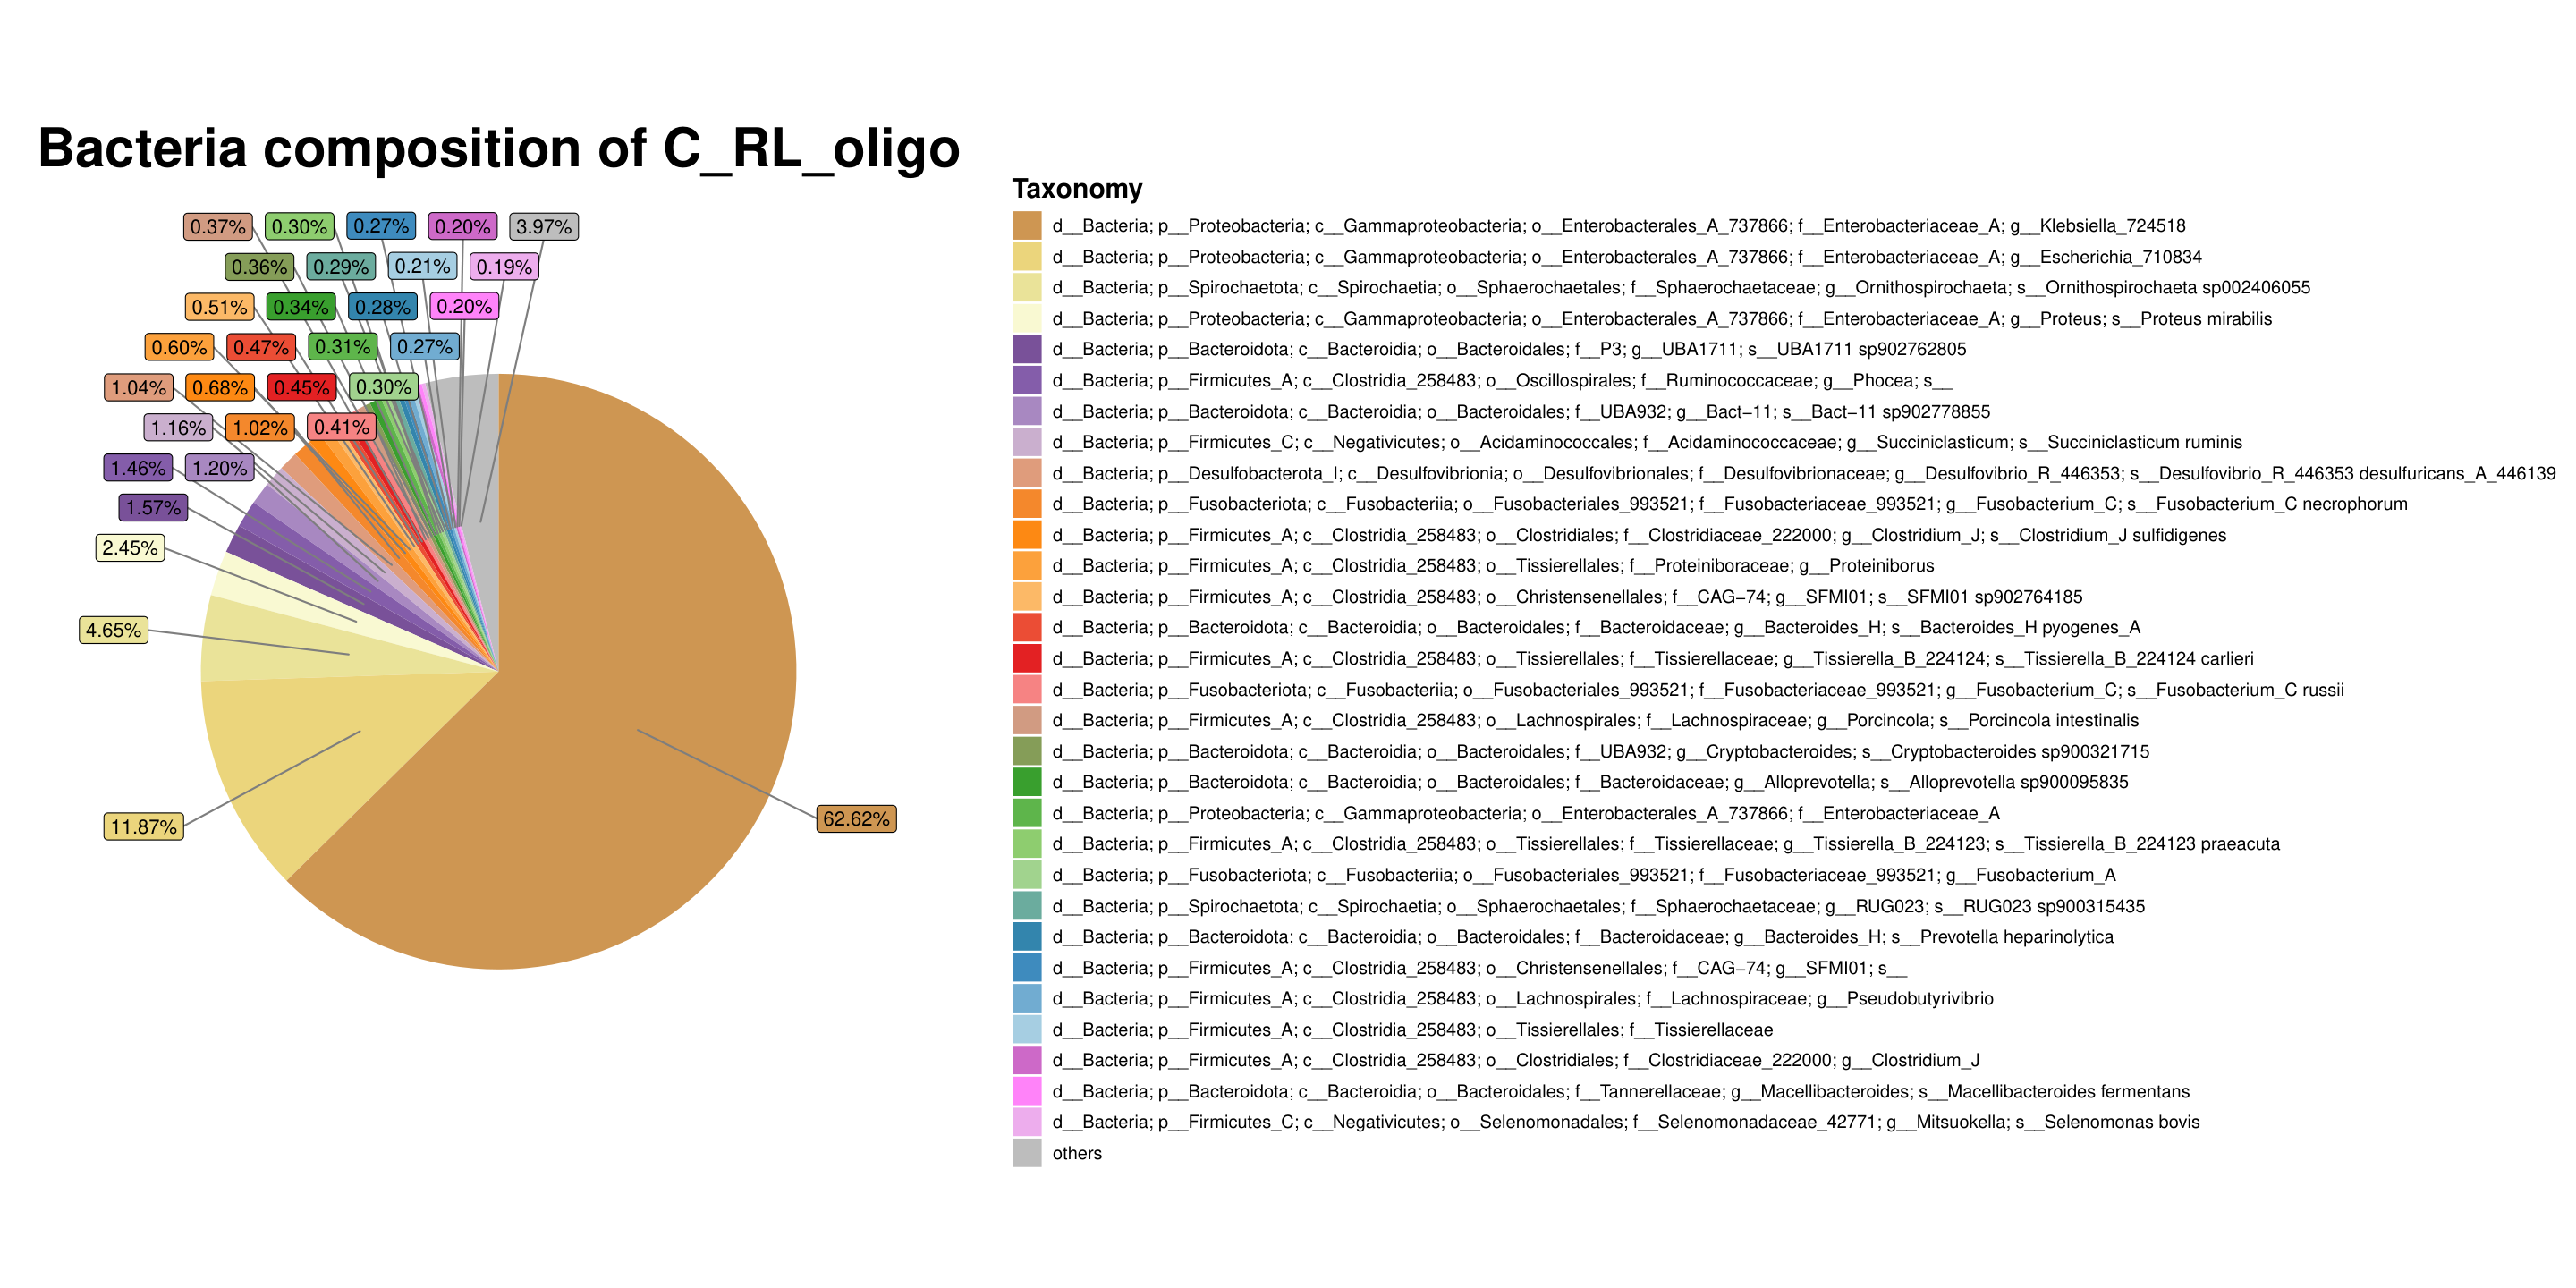 Bacteria composition of C_RL_oligo
0.37% 0.30% 0.27% 0.20% 3.97%
0.36% 0.29% 0.21% 0.19%
0.51% 0.34% 0.28% 0.20%
0.60% 0.47% 0.31% 0.27%
1.04% 0.68% 0.45% 0.30%
1.16% 1.02% 0.41%
1.46% 1.20%
1.57%
2.45%
4.65%
11.87%
62.62%
Taxonomy
d__Bacteria; p__Proteobacteria; c__Gammaproteobacteria; o__Enterobacterales_A_737866; f__Enterobacteriaceae_A; g__Klebsiella_724518
d__Bacteria; p__Proteobacteria; c__Gammaproteobacteria; o__Enterobacterales_A_737866; f__Enterobacteriaceae_A; g__Escherichia_710834
d__Bacteria; p__Spirochaetota; c__Spirochaetia; o__Sphaerochaetales; f__Sphaerochaetaceae; g__Ornithospirochaeta; s__Ornithospirochaeta sp002406055
d__Bacteria; p__Proteobacteria; c__Gammaproteobacteria; o__Enterobacterales_A_737866; f__Enterobacteriaceae_A; g__Proteus; s__Proteus mirabilis
d__Bacteria; p__Bacteroidota; c__Bacteroidia; o__Bacteroidales; f__P3; g__UBA1711; s__UBA1711 sp902762805
d__Bacteria; p__Firmicutes_A; c__Clostridia_258483; o__Oscillospirales; f__Ruminococcaceae; g__Phocea; s__
d__Bacteria; p__Bacteroidota; c__Bacteroidia; o__Bacteroidales; f__UBA932; g__Bact−11; s__Bact−11 sp902778855
d__Bacteria; p__Firmicutes_C; c__Negativicutes; o__Acidaminococcales; f__Acidaminococcaceae; g__Succiniclasticum; s__Succiniclasticum ruminis
d__Bacteria; p__Desulfobacterota_I; c__Desulfovibrionia; o__Desulfovibrionales; f__Desulfovibrionaceae; g__Desulfovibrio_R_446353; s__Desulfovibrio_R_446353 desulfuricans_A_446139
d__Bacteria; p__Fusobacteriota; c__Fusobacteriia; o__Fusobacteriales_993521; f__Fusobacteriaceae_993521; g__Fusobacterium_C; s__Fusobacterium_C necrophorum
d__Bacteria; p__Firmicutes_A; c__Clostridia_258483; o__Clostridiales; f__Clostridiaceae_222000; g__Clostridium_J; s__Clostridium_J sulfidigenes
d__Bacteria; p__Firmicutes_A; c__Clostridia_258483; o__Tissierellales; f__Proteiniboraceae; g__Proteiniborus
d__Bacteria; p__Firmicutes_A; c__Clostridia_258483; o__Christensenellales; f__CAG−74; g__SFMI01; s__SFMI01 sp902764185
d__Bacteria; p__Bacteroidota; c__Bacteroidia; o__Bacteroidales; f__Bacteroidaceae; g__Bacteroides_H; s__Bacteroides_H pyogenes_A
d__Bacteria; p__Firmicutes_A; c__Clostridia_258483; o__Tissierellales; f__Tissierellaceae; g__Tissierella_B_224124; s__Tissierella_B_224124 carlieri
d__Bacteria; p__Fusobacteriota; c__Fusobacteriia; o__Fusobacteriales_993521; f__Fusobacteriaceae_993521; g__Fusobacterium_C; s__Fusobacterium_C russii
d__Bacteria; p__Firmicutes_A; c__Clostridia_258483; o__Lachnospirales; f__Lachnospiraceae; g__Porcincola; s__Porcincola intestinalis
d__Bacteria; p__Bacteroidota; c__Bacteroidia; o__Bacteroidales; f__UBA932; g__Cryptobacteroides; s__Cryptobacteroides sp900321715
d__Bacteria; p__Bacteroidota; c__Bacteroidia; o__Bacteroidales; f__Bacteroidaceae; g__Alloprevotella; s__Alloprevotella sp900095835
d__Bacteria; p__Proteobacteria; c__Gammaproteobacteria; o__Enterobacterales_A_737866; f__Enterobacteriaceae_A
d__Bacteria; p__Firmicutes_A; c__Clostridia_258483; o__Tissierellales; f__Tissierellaceae; g__Tissierella_B_224123; s__Tissierella_B_224123 praeacuta
d__Bacteria; p__Fusobacteriota; c__Fusobacteriia; o__Fusobacteriales_993521; f__Fusobacteriaceae_993521; g__Fusobacterium_A
d__Bacteria; p__Spirochaetota; c__Spirochaetia; o__Sphaerochaetales; f__Sphaerochaetaceae; g__RUG023; s__RUG023 sp900315435
d__Bacteria; p__Bacteroidota; c__Bacteroidia; o__Bacteroidales; f__Bacteroidaceae; g__Bacteroides_H; s__Prevotella heparinolytica
d__Bacteria; p__Firmicutes_A; c__Clostridia_258483; o__Christensenellales; f__CAG−74; g__SFMI01; s__
d__Bacteria; p__Firmicutes_A; c__Clostridia_258483; o__Lachnospirales; f__Lachnospiraceae; g__Pseudobutyrivibrio
d__Bacteria; p__Firmicutes_A; c__Clostridia_258483; o__Tissierellales; f__Tissierellaceae
d__Bacteria; p__Firmicutes_A; c__Clostridia_258483; o__Clostridiales; f__Clostridiaceae_222000; g__Clostridium_J
d__Bacteria; p__Bacteroidota; c__Bacteroidia; o__Bacteroidales; f__Tannerellaceae; g__Macellibacteroides; s__Macellibacteroides fermentans
d__Bacteria; p__Firmicutes_C; c__Negativicutes; o__Selenomonadales; f__Selenomonadaceae_42771; g__Mitsuokella; s__Selenomonas bovis
others